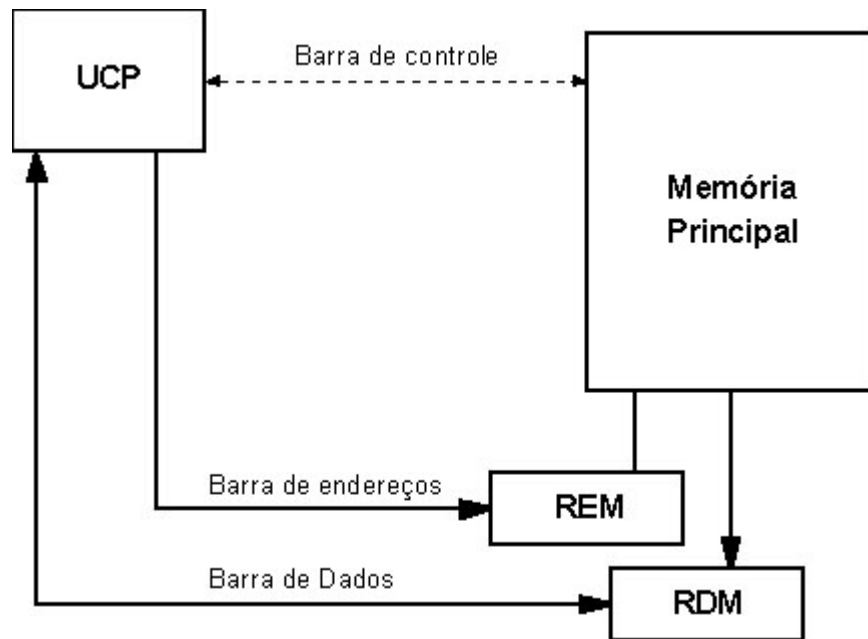 UCP
Barra de controle
Memória
Principal
Barra de endereços
REM
Barra de Dados
RDM